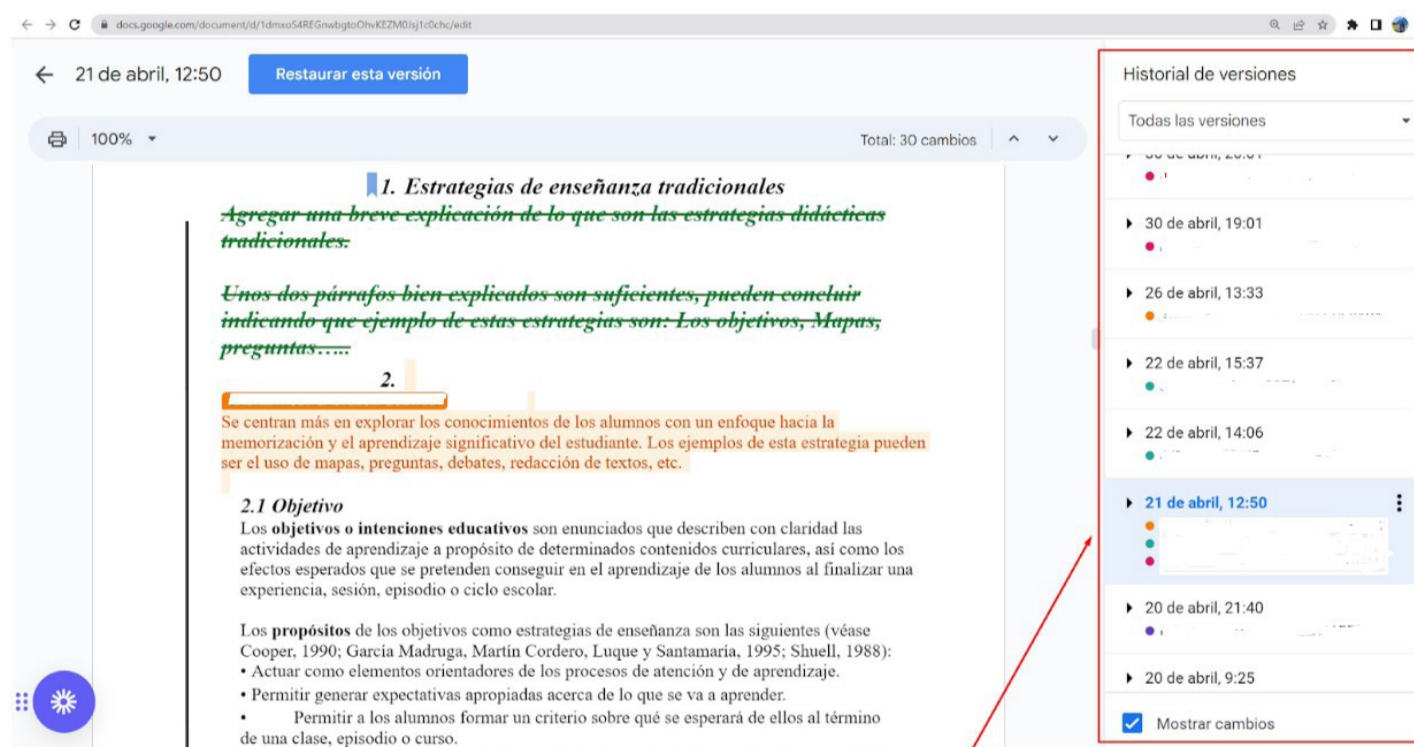 docs.google.com/document/d/1dmxoS4REGnwbgtoOhvKEZM0Jsj1c0chc/edit
21 de abril, 12:50
Restaurar esta versión
100%
Total: 30 cambios
1. Estrategias de enseñanza tradicionales
Agregar una breve explicación de lo que son las estrategias didácticas
tradicionales.
Unos dos párrafos bien explicados son suficientes, pueden concluir
indicando que ejemplo de estas estrategias son: Los objetivos, Mapas,
preguntas…..
2.
Se centran más en explorar los conocimientos de los alumnos con un enfoque hacia la
memorización y el aprendizaje significativo del estudiante. Los ejemplos de esta estrategia pueden
ser el uso de mapas, preguntas, debates, redacción de textos, etc.
2.1 Objetivo
Los objetivos o intenciones educativos son enunciados que describen con claridad las
actividades de aprendizaje a propósito de determinados contenidos curriculares, así como los
efectos esperados que se pretenden conseguir en el aprendizaje de los alumnos al finalizar una
experiencia, sesión, episodio o ciclo escolar.
Los propósitos de los objetivos como estrategias de enseñanza son las siguientes (véase
Cooper, 1990; García Madruga, Martín Cordero, Luque y Santamaría, 1995; Shuell, 1988):
• Actuar como elementos orientadores de los procesos de atención y de aprendizaje.
• Permitir generar expectativas apropiadas acerca de lo que se va a aprender.
• Permitir a los alumnos formar un criterio sobre qué se esperará de ellos al término
de una clase, episodio o curso.
Historial de versiones
Todas las versiones
30 de abril, 19:01
26 de abril, 13:33
22 de abril, 15:37
22 de abril, 14:06
21 de abril, 12:50
20 de abril, 21:40
20 de abril, 9:25
Mostrar cambios